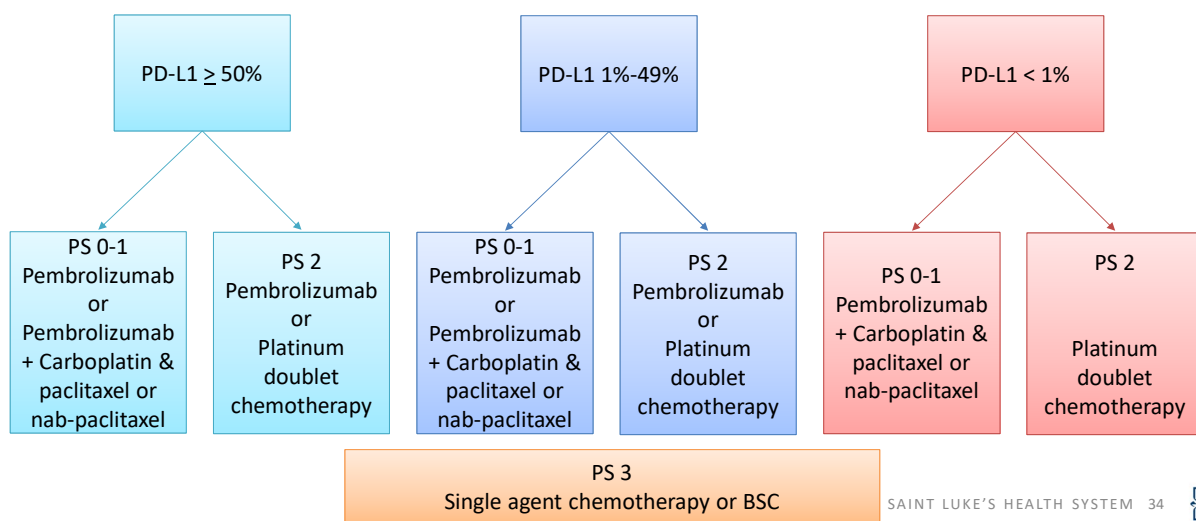 PD-L1 ≥ 50%
PD-L1 1%-49%
PD-L1 < 1%
PS 0-1
Pembrolizumab
or
Pembrolizumab
+ Carboplatin &
paclitaxel or
nab-paclitaxel
PS 2
Pembrolizumab
or
Platinum
doublet
chemotherapy
PS 0-1
Pembrolizumab or
Pembrolizumab
+ Carboplatin &
paclitaxel or
nab-paclitaxel
PS 2
Pembrolizumab
or
Platinum
doublet
chemotherapy
PS 0-1
Pembrolizumab
+ Carboplatin &
paclitaxel or
nab-paclitaxel
PS 2
Platinum
doublet
chemotherapy
PS 3
Single agent chemotherapy or BSC
SAINT LUKE'S HEALTH SYSTEM 34